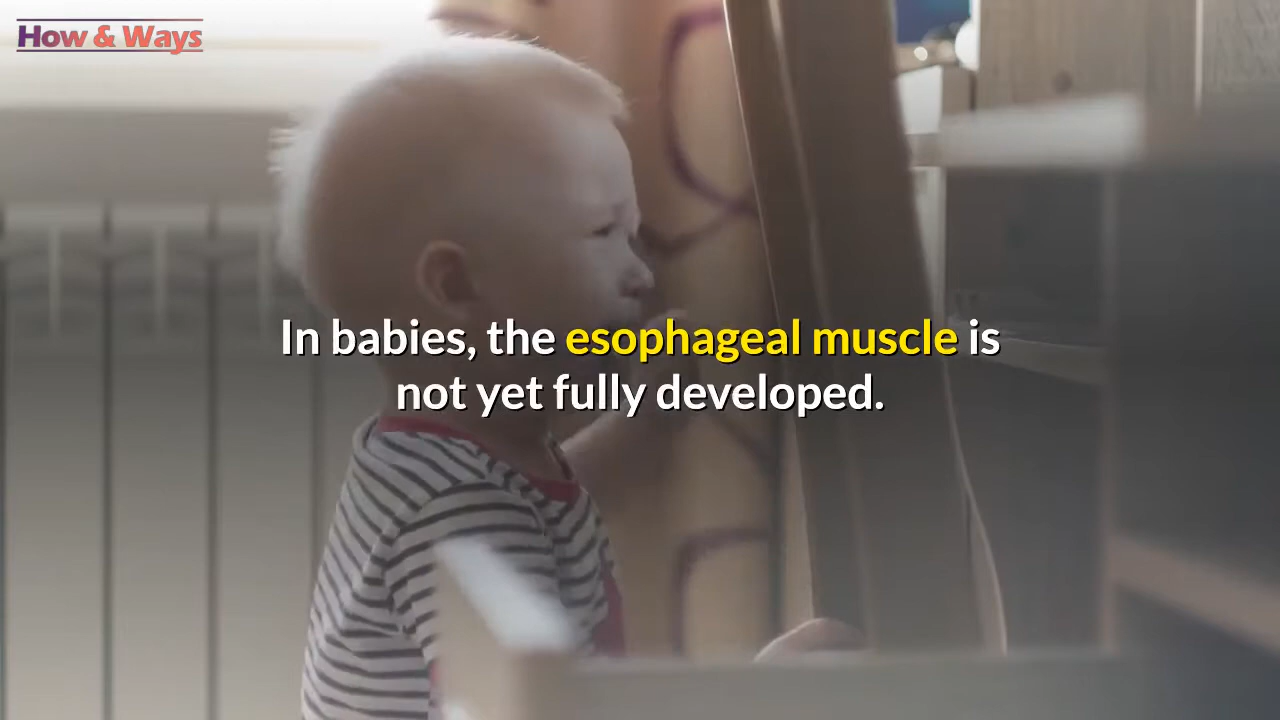 How & Ways
In babies, the esophageal muscle is
not yet fully developed.